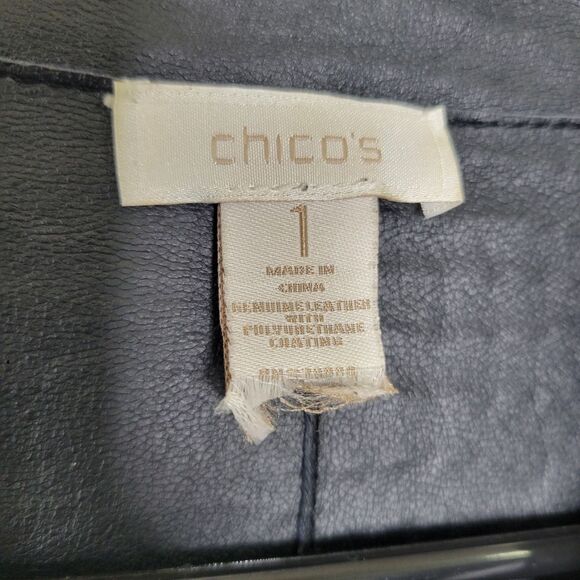 chico's
1
MADE IN
CHINA
GENUINE LEATHER
WITH
POLYURETHANE
COATING